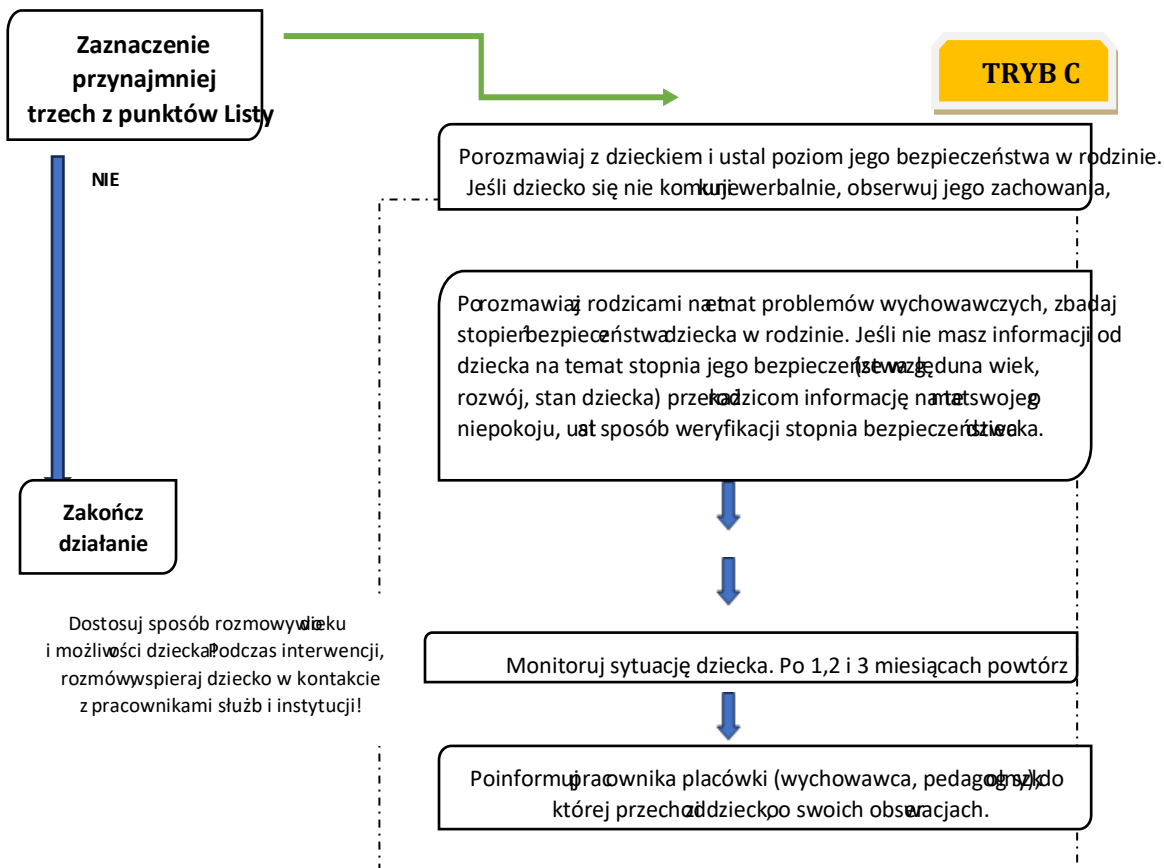 Zaznaczenie
przynajmniej
trzech z punktów Listy
NIE
Zakończ
działanie
Dostosuj sposób rozmowy do wieku
i możliwości dziecka! Podczas interwencji,
rozmów, wspieraj dziecko w kontakcie
z pracownikami służb i instytucji!
TRYB C
Porozmawiaj z dzieckiem i ustal poziom jego bezpieczeństwa w rodzinie.
Jeśli dziecko się nie komunikuje werbalnie, obserwuj jego zachowania,
Porozmawiaj z rodzicami na temat problemów wychowawczych, zbadaj
stopień bezpieczeństwa dziecka w rodzinie. Jeśli nie masz informacji od
dziecka na temat stopnia jego bezpieczeństwa (ze względu na wiek,
rozwój, stan dziecka) przekaż rodzicom informację na temat swojego
niepokoju, ustal sposób weryfikacji stopnia bezpieczeństwa dziecka.
Monitoruj sytuację dziecka. Po 1,2 i 3 miesiącach powtórz
Poinformuj pracownika placówki (wychowawca, pedagog szkolny), do
której przechodzi dziecko, o swoich obserwacjach.